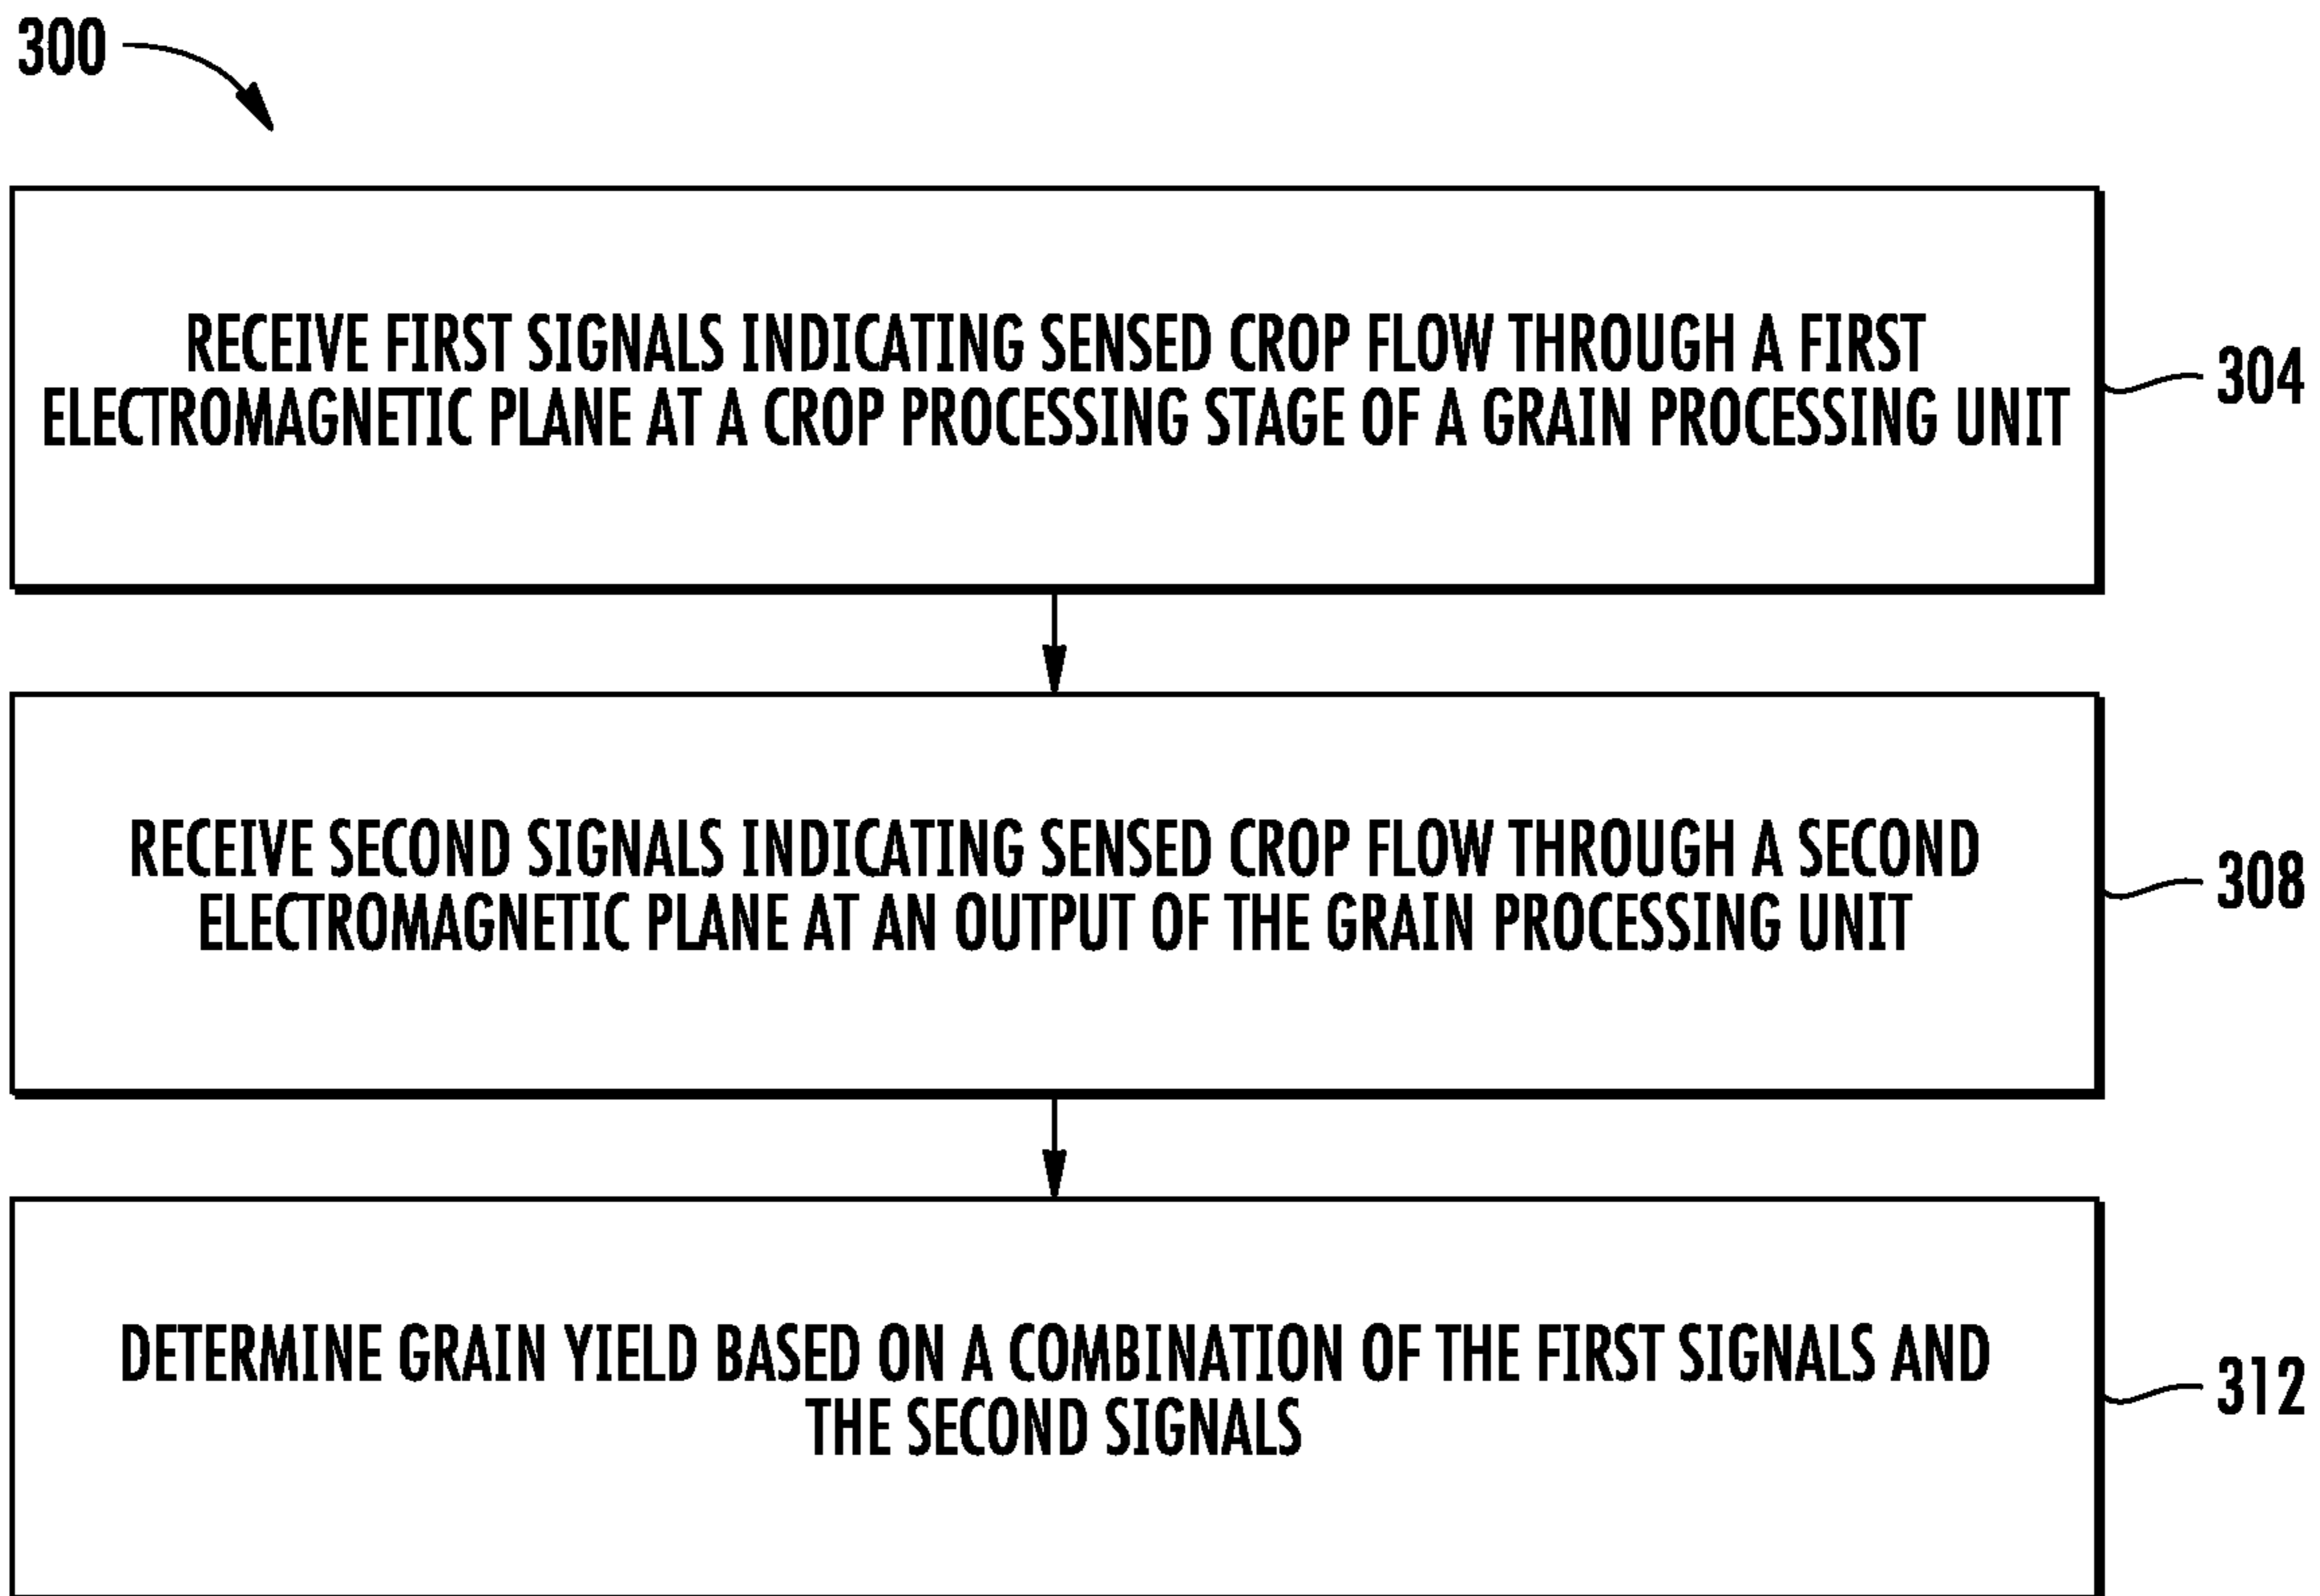 300
RECEIVE FIRST SIGNALS INDICATING SENSED CROP FLOW THROUGH A FIRST
ELECTROMAGNETIC PLANE AT A CROP PROCESSING STAGE OF A GRAIN PROCESSING UNIT
304
RECEIVE SECOND SIGNALS INDICATING SENSED CROP FLOW THROUGH A SECOND
ELECTROMAGNETIC PLANE AT AN OUTPUT OF THE GRAIN PROCESSING UNIT
308
DETERMINE GRAIN YIELD BASED ON A COMBINATION OF THE FIRST SIGNALS AND
THE SECOND SIGNALS
312